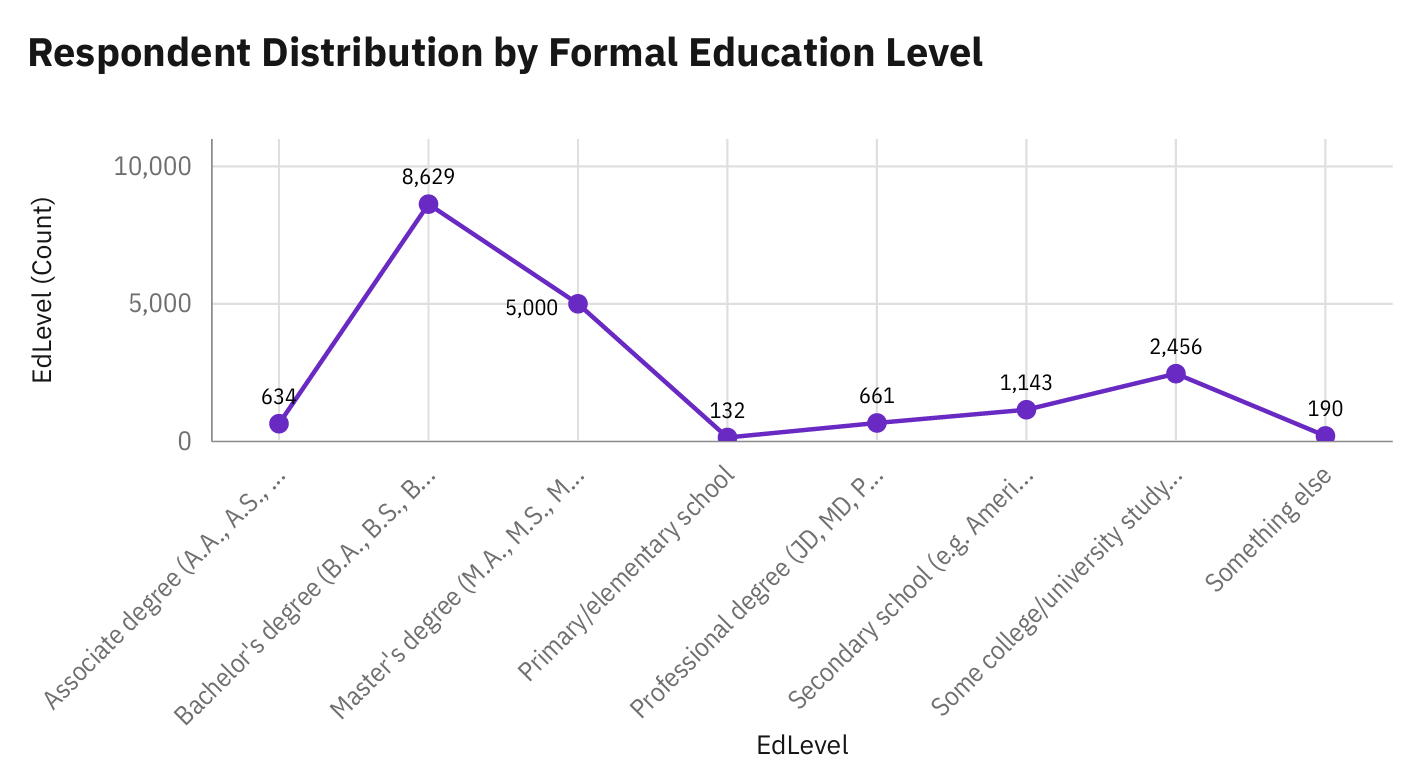 Respondent Distribution by Formal Education Level
EdLevel (Count)
10,000
5,000
0
634
8,629
5,000
132
661
1,143
2,456
190
Associate degree (A.A., A.S., ...
Bachelor's degree (B.A., B.S., B...
Master's degree (M.A., M.S., M...
Primary/elementary school
Professional degree (JD, MD, P...
Secondary school (e.g. Ameri...
Some college/university study...
Something else
EdLevel